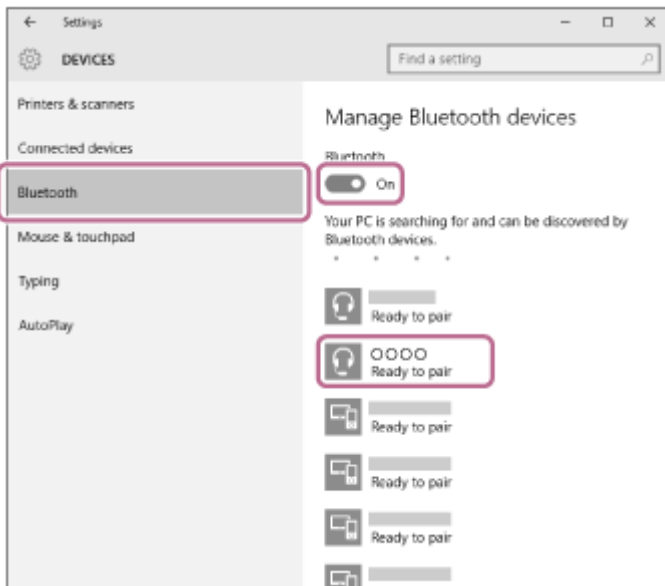 Settings
DEVICES
Find a setting
Printers & scanners
Connected devices
Bluetooth
Mouse & touchpad
Typing
AutoPlay
Manage Bluetooth devices
Bluetooth
On
Your PC is searching for and can be discovered by
Bluetooth devices.
Ready to pair
OOOO
Ready to pair
Ready to pair
Ready to pair
Ready to pair